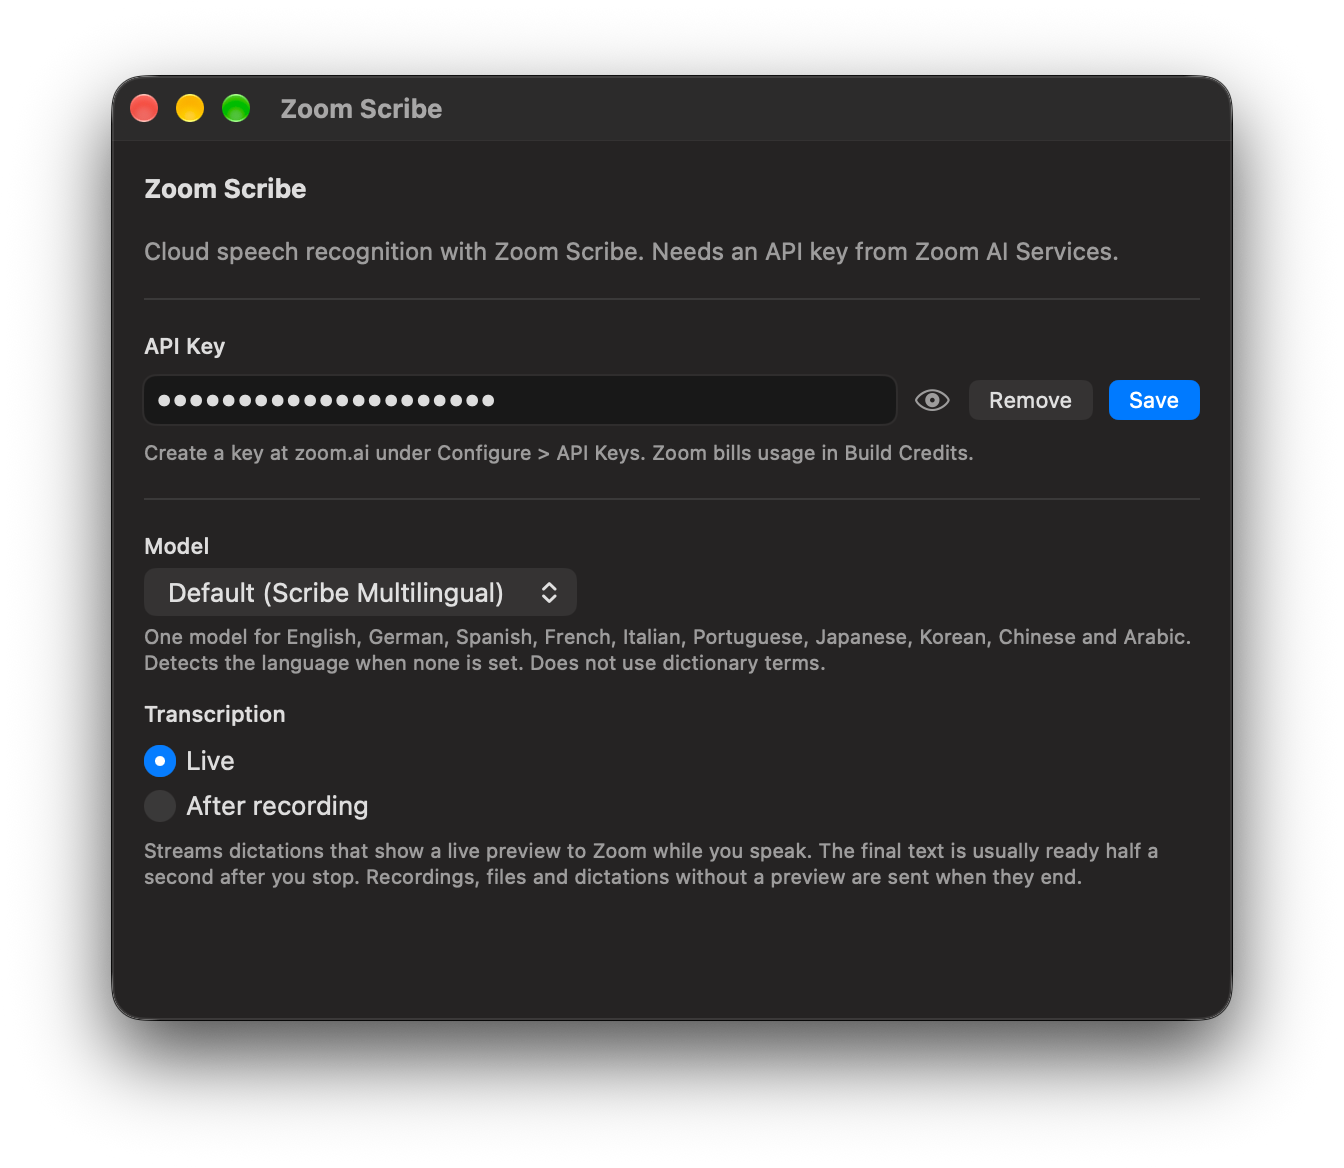 Zoom Scribe
Zoom Scribe
Cloud speech recognition with Zoom Scribe. Needs an API key from Zoom AI Services.
API Key
●●●●●●●●●●●●●●●●●●●●●
Remove
Save
Create a key at zoom.ai under Configure > API Keys. Zoom bills usage in Build Credits.
Model
Default (Scribe Multilingual)
One model for English, German, Spanish, French, Italian, Portuguese, Japanese, Korean, Chinese and Arabic.
Detects the language when none is set. Does not use dictionary terms.
Transcription
Live
After recording
Streams dictations that show a live preview to Zoom while you speak. The final text is usually ready half a
second after you stop. Recordings, files and dictations without a preview are sent when they end.